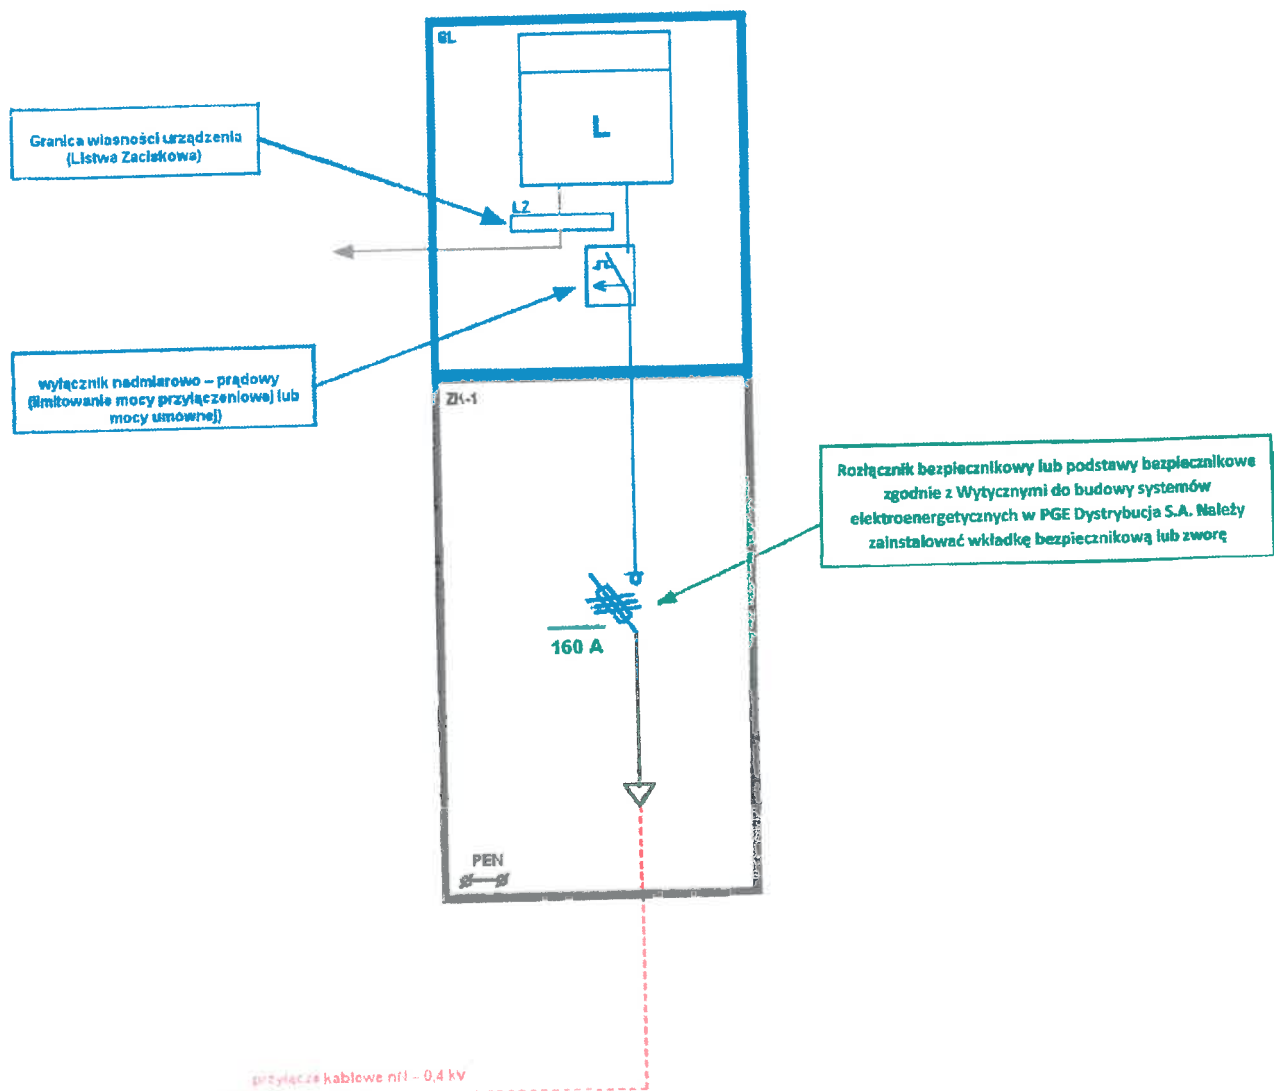 SL
L
Granica własności urządzenia
(Listwa Zaciskowa)
LZ
wyłącznik nadmiarowo – prądowy
(limitowanie mocy przyłączeniowej lub
mocy umownej)
ZK-1
Rozłącznik bezpiecznikowy lub podstawy bezpiecznikowe
zgodnie z Wytycznymi do budowy systemów
elektroenergetycznych w PGE Dystrybucja S.A. Należy
zainstalować wkładkę bezpiecznikową lub zworę
160 A
PEN
przyłącze kablowe nN – 0,4 kV